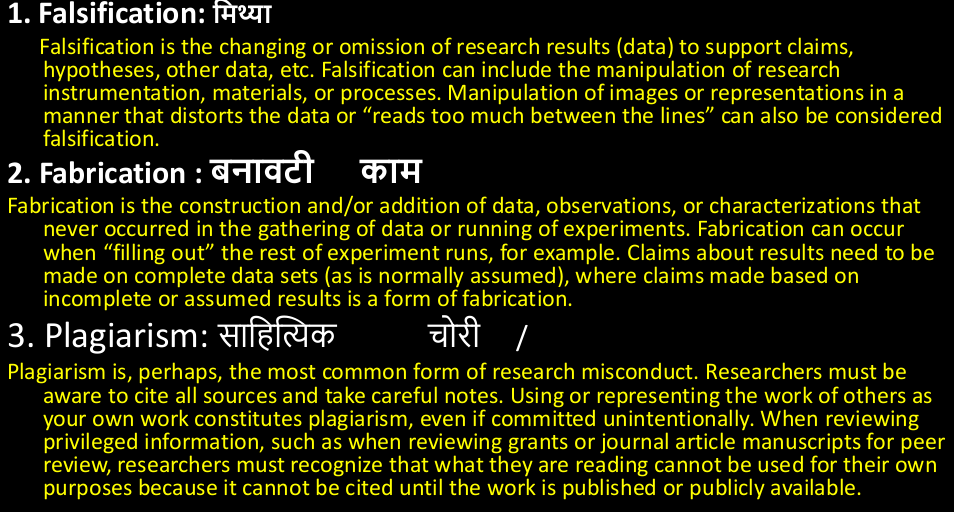 1. Falsification: मिथ्या
Falsification is the changing or omission of research results (data) to support claims,
hypotheses, other data, etc. Falsification can include the manipulation of research
instrumentation, materials, or processes. Manipulation of images or representations in a
manner that distorts the data or “reads too much between the lines” can also be considered
falsification.
2. Fabrication : बनावटी काम
Fabrication is the construction and/or addition of data, observations, or characterizations that
never occurred in the gathering of data or running of experiments. Fabrication can occur
when “filling out” the rest of experiment runs, for example. Claims about results need to be
made on complete data sets (as is normally assumed), where claims made based on
incomplete or assumed results is a form of fabrication.
3. Plagiarism: साहित्यिक चोरी /
Plagiarism is, perhaps, the most common form of research misconduct. Researchers must be
aware to cite all sources and take careful notes. Using or representing the work of others as
your own work constitutes plagiarism, even if committed unintentionally. When reviewing
privileged information, such as when reviewing grants or journal article manuscripts for peer
review, researchers must recognize that what they are reading cannot be used for their own
purposes because it cannot be cited until the work is published or publicly available.